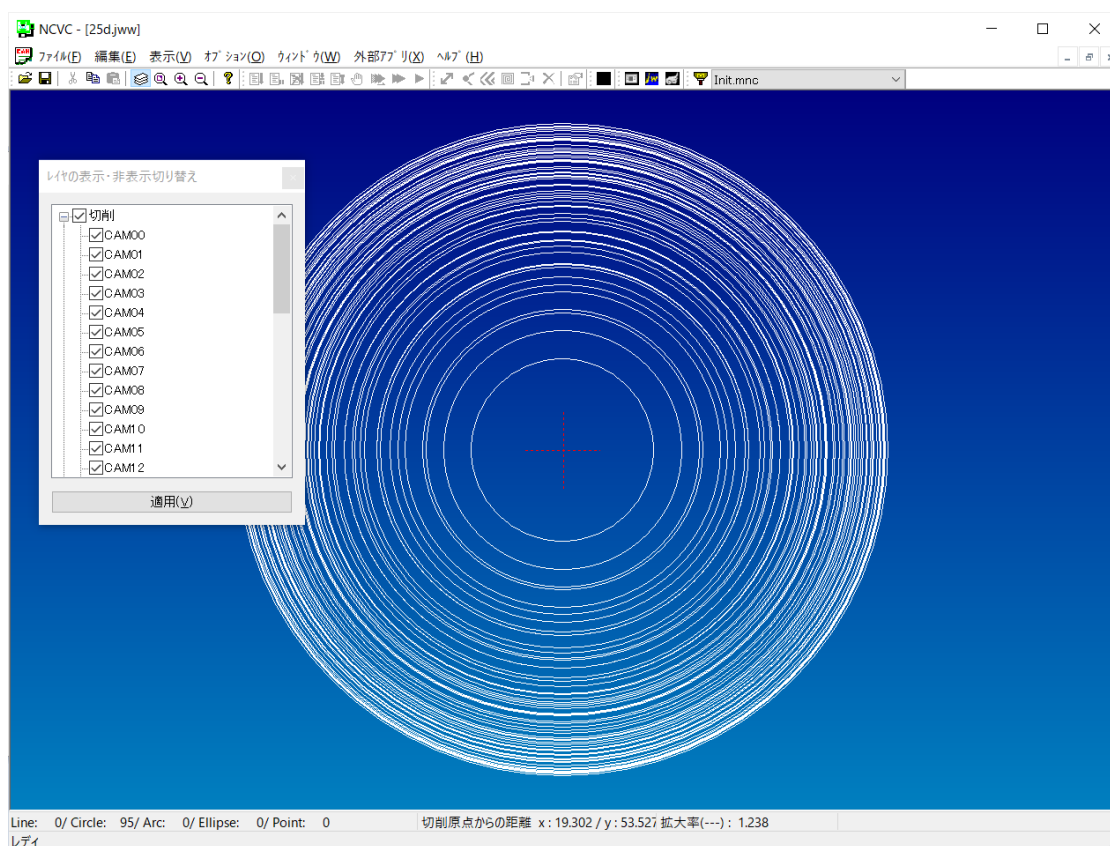 NCVC - [25d.jww]
ﾌｧｲﾙ(F) 編集(E) 表示(V) ｵﾌﾟｼｮﾝ(O) ｳｨﾝﾄﾞｳ(W) 外部ｱﾌﾟﾘ(X) ﾍﾙﾌﾟ(H)
Init.mnc
ﾚｲﾔの表示・非表示切り替え
切削
CAM00
CAM01
CAM02
CAM03
CAM04
CAM05
CAM06
CAM07
CAM08
CAM09
CAM10
CAM11
CAM12
適用(V)
Line: 0/ Circle: 95/ Arc: 0/ Ellipse: 0/ Point: 0 切削原点からの距離 x : 19.302 / y : 53.527 拡大率(---) : 1.238
ﾚﾃﾞｨ